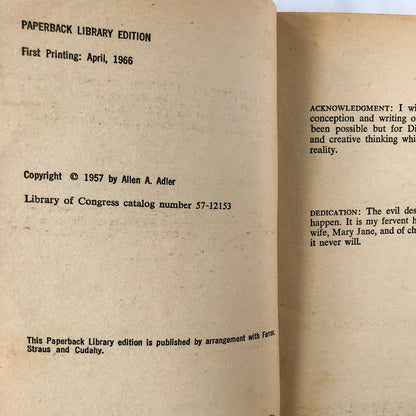 PAPERBACK LIBRARY EDITION
First Printing: April, 1966
Copyright © 1957 by Allen A. Adler
Library of Congress catalog number 57-12153
This Paperback Library edition is published by arrangement with Farrar,
Straus and Cudahy.
ACKNOWLEDGMENT: I wi
conception and writing o
been possible but for Di
and creative thinking whi
reality.
DEDICATION: The evil des
happen. It is my fervent h
wife, Mary Jane, and of ch
it never will.